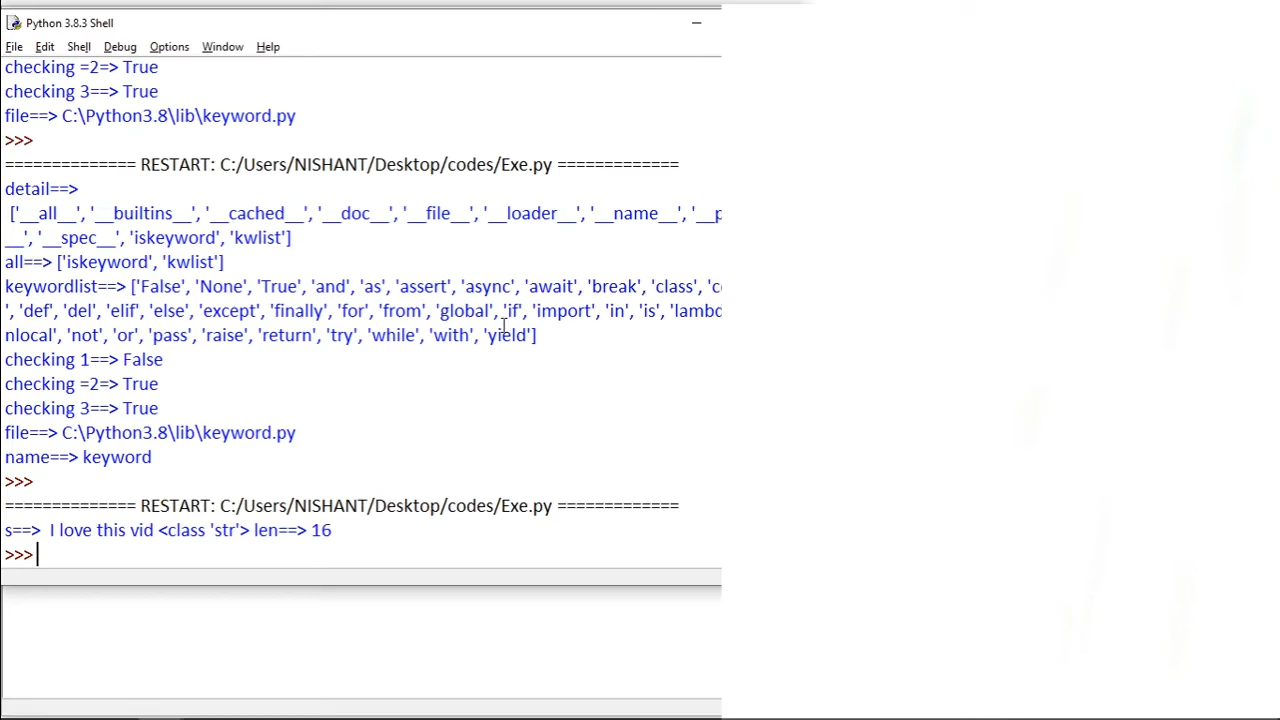 Python 3.8.3 Shell
File Edit Shell Debug Options Window Help
checking =2=> True
checking 3==> True
file==> C:\Python3.8\lib\keyword.py
>>>
============== RESTART: C:/Users/NISHANT/Desktop/codes/Exe.py =============
detail==>
['__all__', '__builtins__', '__cached__', '__doc__', '__file__', '__loader__', '__name__', '__p
__', '__spec__', 'iskeyword', 'kwlist']
all==> ['iskeyword', 'kwlist']
keywordlist==> ['False', 'None', 'True', 'and', 'as', 'assert', 'async', 'await', 'break', 'class', 'c
', 'def', 'del', 'elif', 'else', 'except', 'finally', 'for', 'from', 'global', 'if', 'import', 'in', 'is', 'lambd
nlocal', 'not', 'or', 'pass', 'raise', 'return', 'try', 'while', 'with', 'yield']
checking 1==> False
checking =2=> True
checking 3==> True
file==> C:\Python3.8\lib\keyword.py
name==> keyword
>>>
============== RESTART: C:/Users/NISHANT/Desktop/codes/Exe.py =============
s==>  I love this vid <class 'str'> len==> 16
>>>